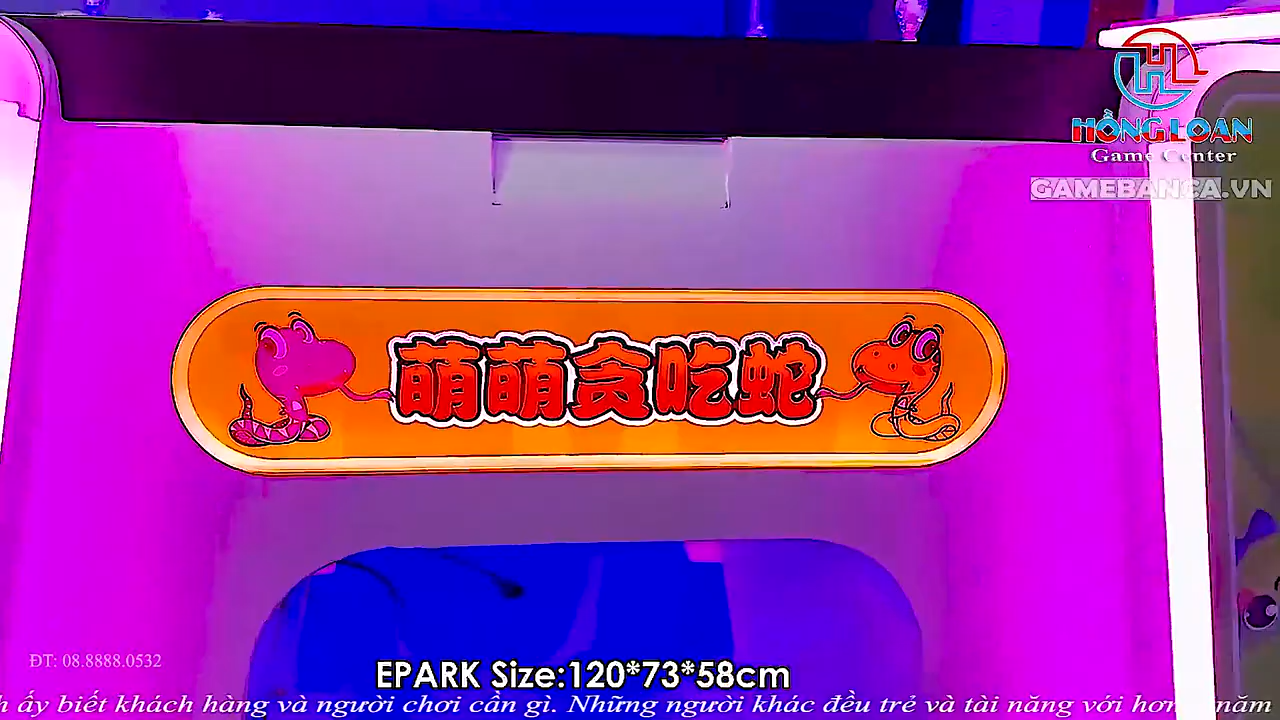 HỒNG LOAN
Game Center
GAMEBANCA.VN
萌萌贪吃蛇
ĐT: 08.8888.0532
EPARK Size:120*73*58cm
ấy biết khách hàng và người chơi cần gì. Những người khác đều trẻ và tài năng với hơn năm